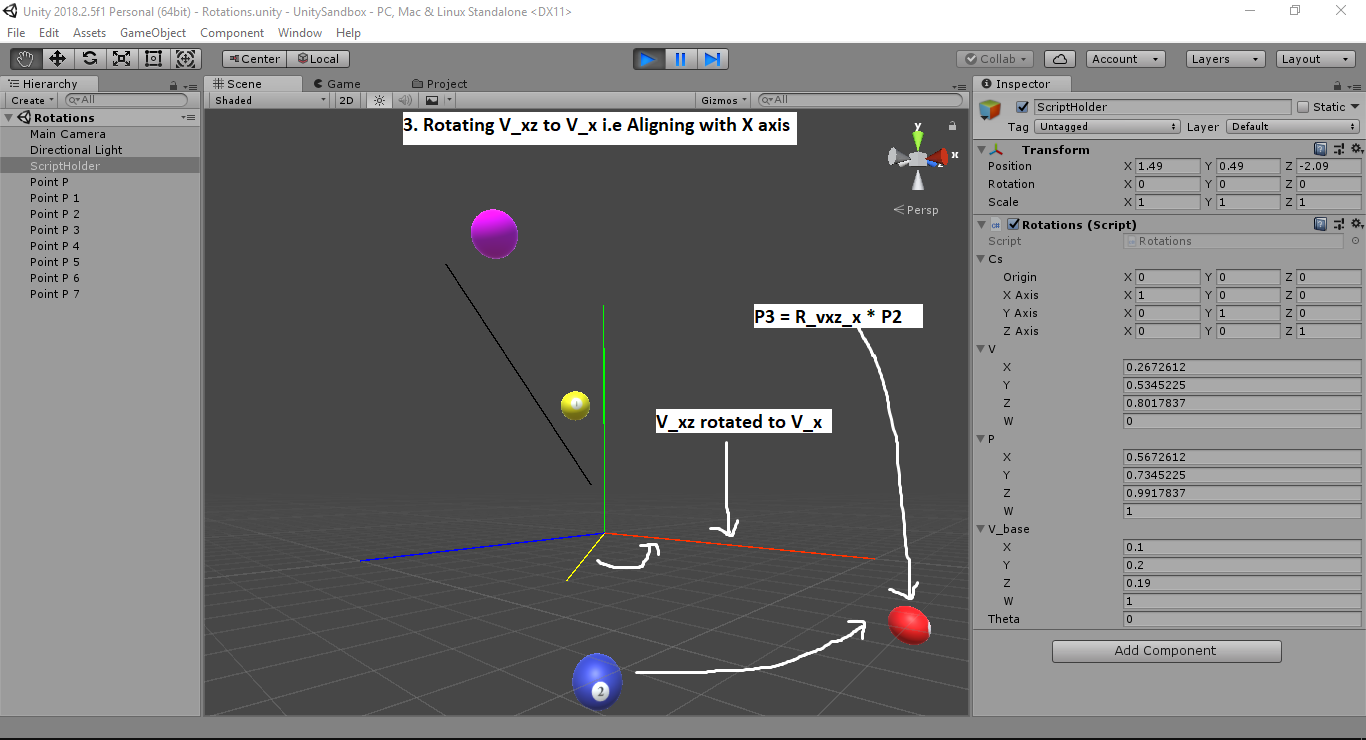 Unity 2018.2.5f1 Personal (64bit) - Rotations.unity - UnitySandbox - PC, Mac & Linux Standalone <DX11>
File Edit Assets GameObject Component Window Help
Center Local Collab Account Layers Layout
Hierarchy
Create All
Rotations
Main Camera
Directional Light
ScriptHolder
Point P
Point P 1
Point P 2
Point P 3
Point P 4
Point P 5
Point P 6
Point P 7
Scene Game Project
Shaded 2D Gizmos All
3. Rotating V_xz to V_x i.e Aligning with X axis
y
x
z
Persp
P3 = R_vxz_x * P2
V_xz rotated to V_x
1
2
Inspector
ScriptHolder Static
Tag Untagged Layer Default
Transform
Position X 1.49 Y 0.49 Z -2.09
Rotation X 0 Y 0 Z 0
Scale X 1 Y 1 Z 1
Rotations (Script)
Script Rotations
Cs
Origin X 0 Y 0 Z 0
X Axis X 1 Y 0 Z 0
Y Axis X 0 Y 1 Z 0
Z Axis X 0 Y 0 Z 1
V
X 0.2672612
Y 0.5345225
Z 0.8017837
W 0
P
X 0.5672612
Y 0.7345225
Z 0.9917837
W 1
V_base
X 0.1
Y 0.2
Z 0.19
W 1
Theta 0
Add Component